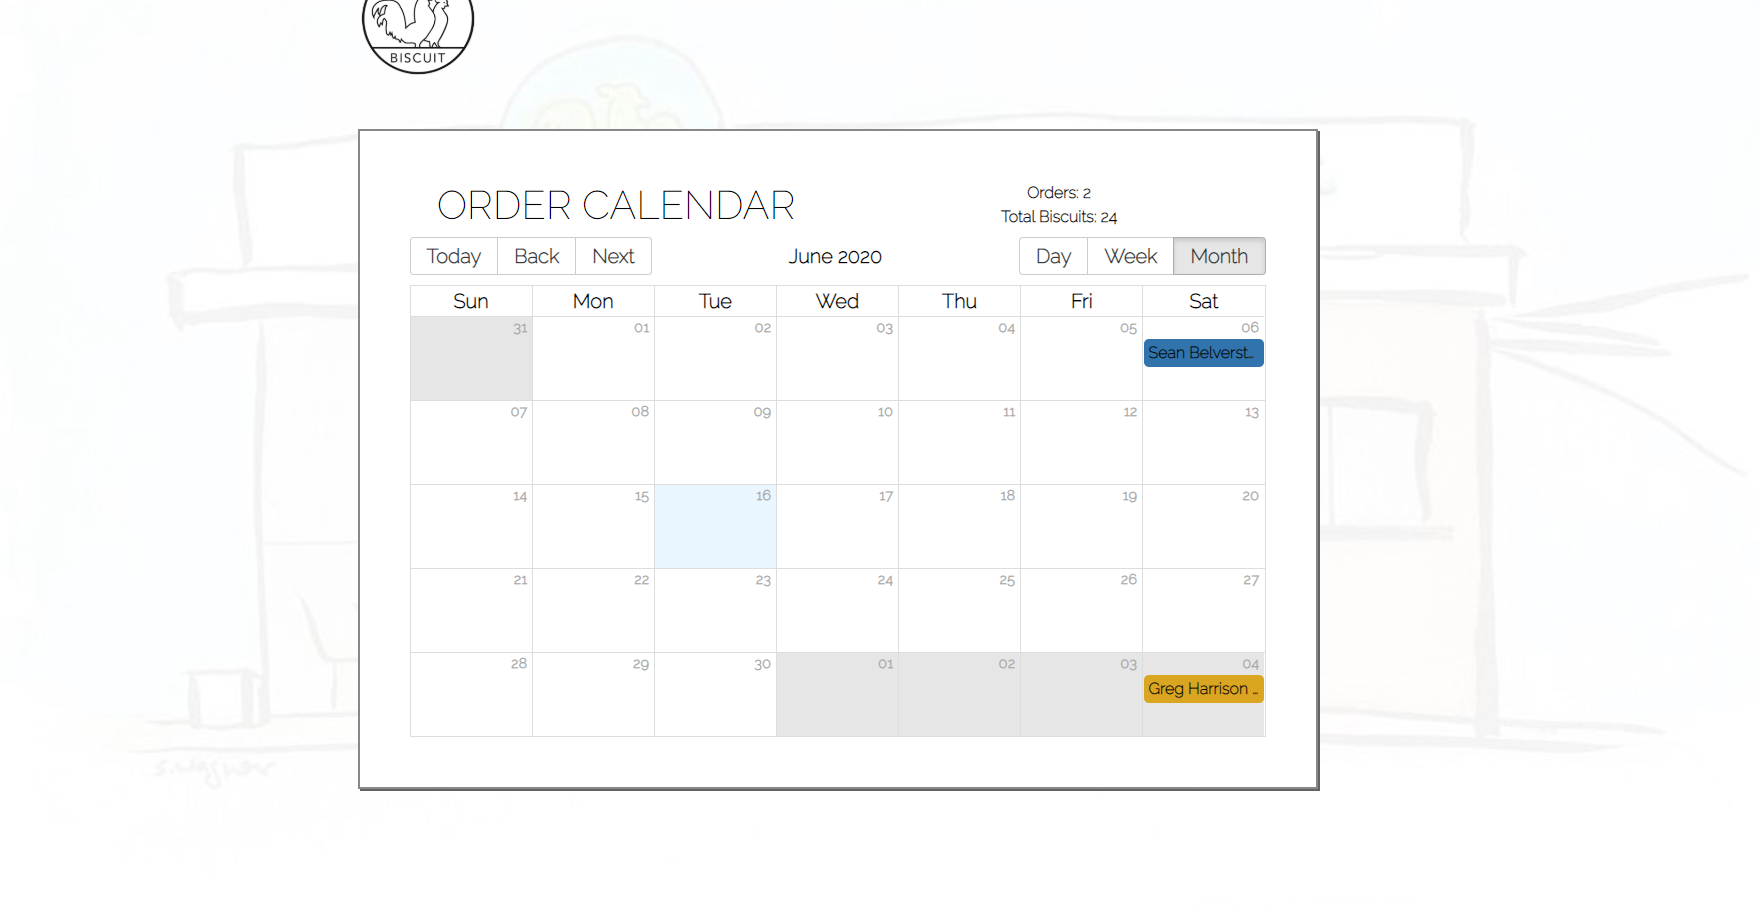 BISCUIT
ORDER CALENDAR
Orders: 2
Total Biscuits: 24
Today Back Next June 2020 Day Week Month
Sun Mon Tue Wed Thu Fri Sat
31 01 02 03 04 05 06
Sean Belverst...
07 08 09 10 11 12 13
14 15 16 17 18 19 20
21 22 23 24 25 26 27
28 29 30 01 02 03 04
Greg Harrison ...
s.wagner